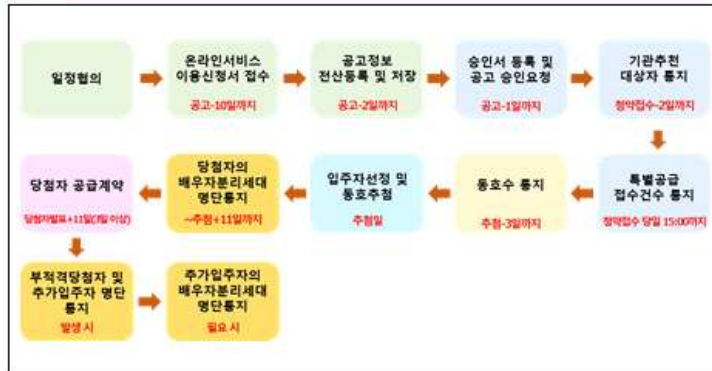 일정협의
온라인서비스
이용신청서 접수
공고-10일까지
공고정보
전산등록 및 저장
공고-2일까지
승인서 등록 및
공고 승인요청
공고-1일까지
기관추천
대상자 통지
청약접수-2일까지
특별공급
접수건수 통지
청약접수 당일 15:00까지
동호수 통지
추첨-3일까지
입주자선정 및
동호추첨
추첨일
당첨자의
배우자분리세대
명단통지
~추첨+11일까지
당첨자 공급계약
당첨자발표+11일(3일 이상)
부적격당첨자 및
추가입주자 명단
통지
발생 시
추가입주자의
배우자분리세대
명단통지
필요 시